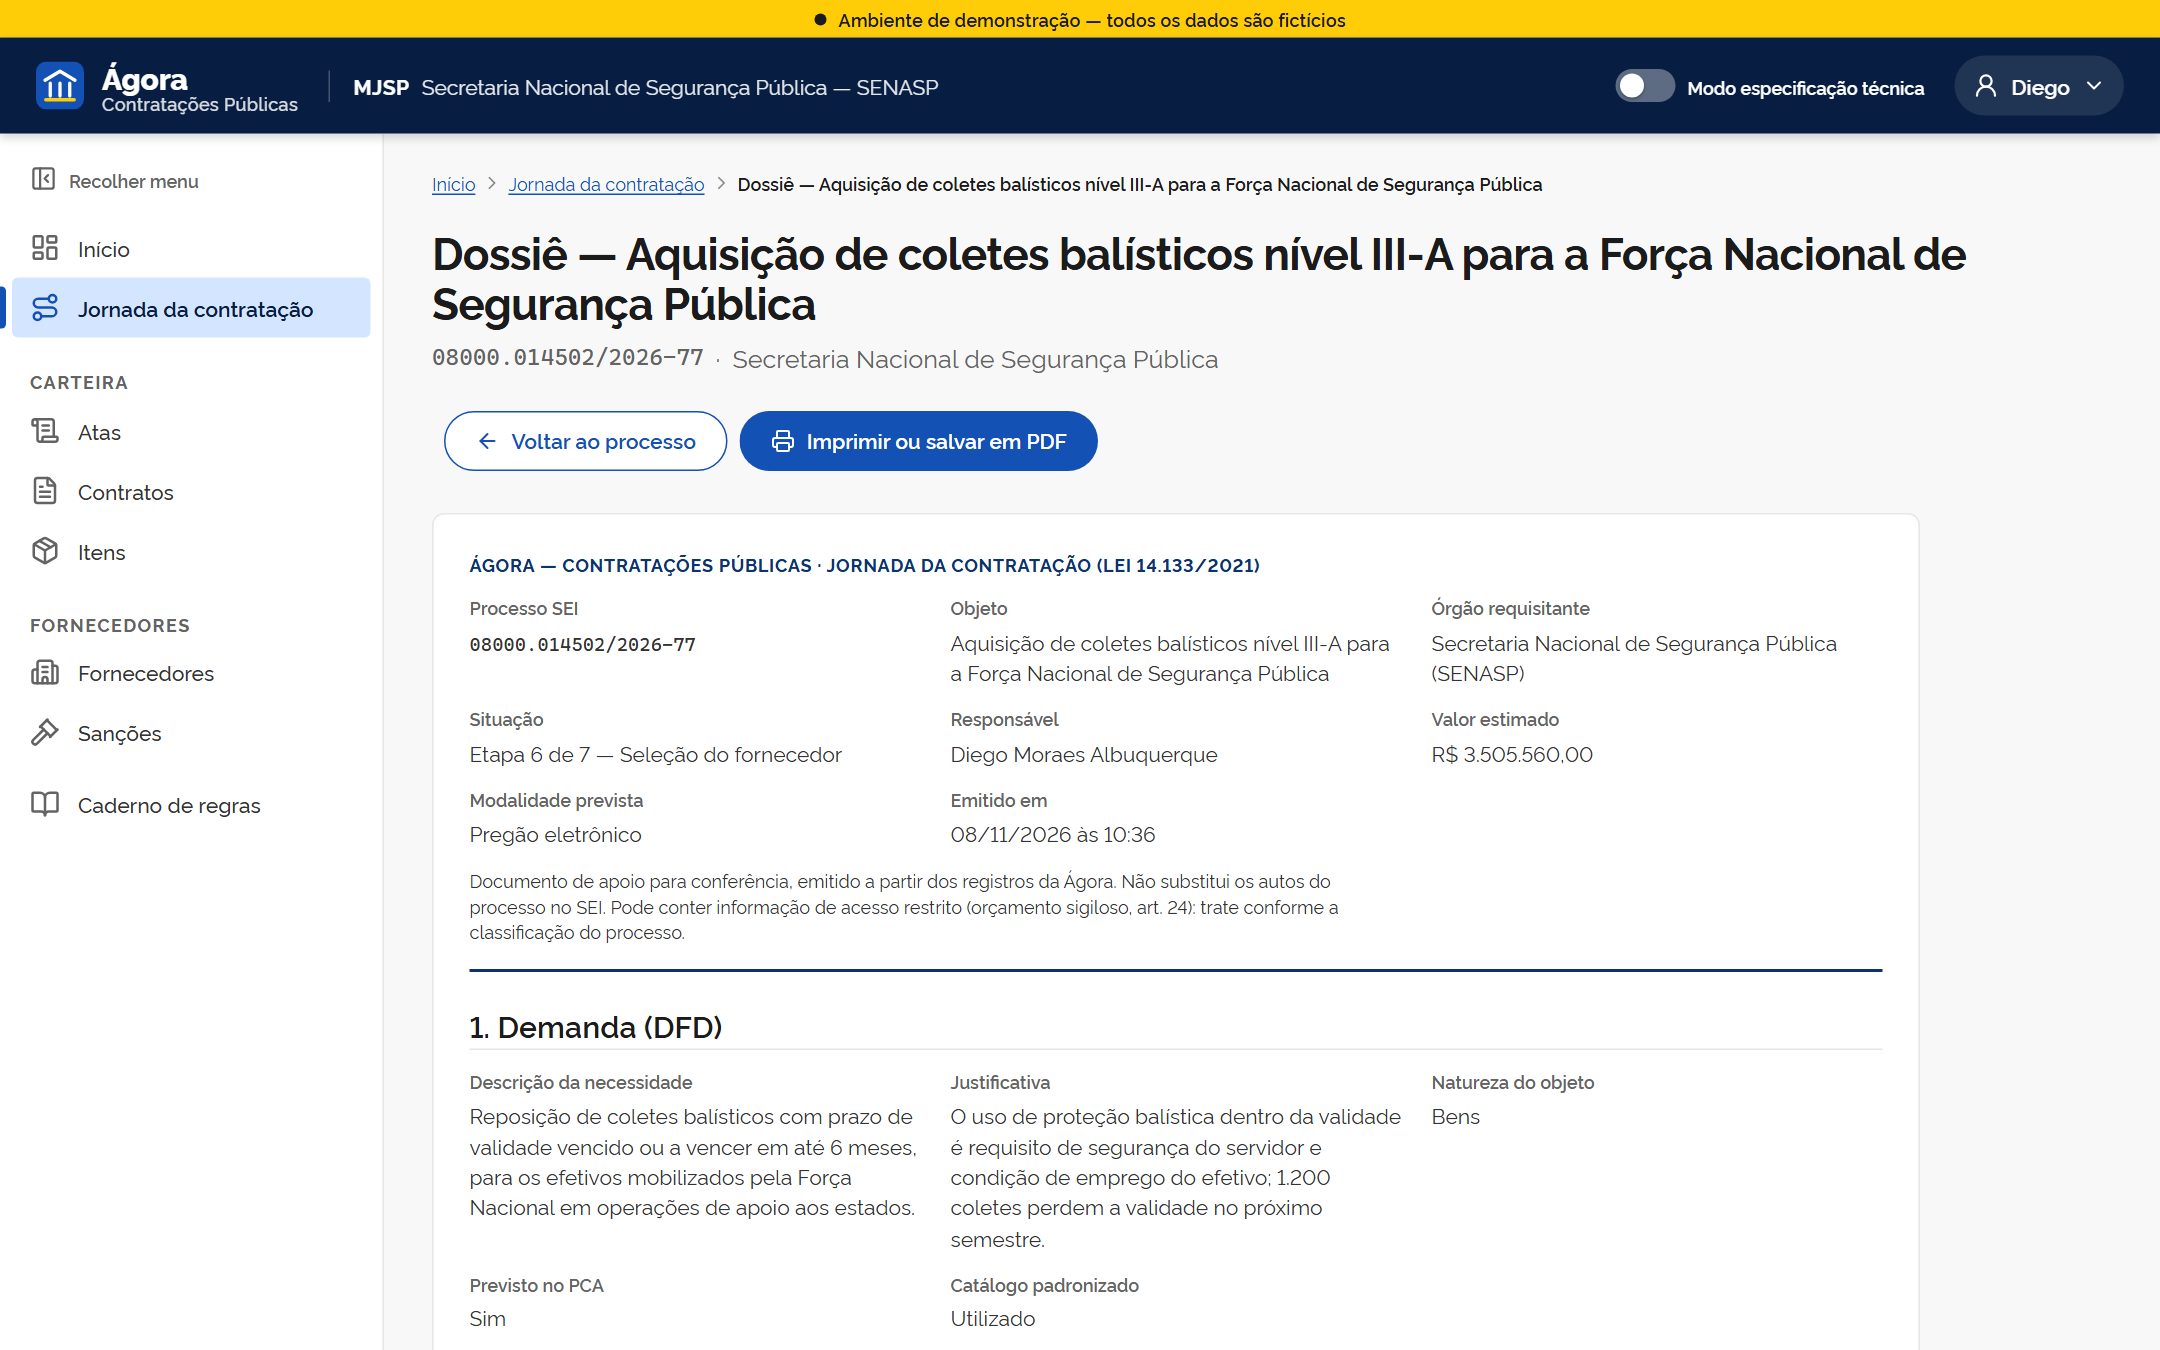 Ambiente de demonstração — todos os dados são fictícios
Ágora
Contratações Públicas
MJSP Secretaria Nacional de Segurança Pública — SENASP
Modo especificação técnica
Diego
Recolher menu
Início
Jornada da contratação
CARTEIRA
Atas
Contratos
Itens
FORNECEDORES
Fornecedores
Sanções
Caderno de regras
Início > Jornada da contratação > Dossiê — Aquisição de coletes balísticos nível III-A para a Força Nacional de Segurança Pública
Dossiê — Aquisição de coletes balísticos nível III-A para a Força Nacional de
Segurança Pública
08000.014502/2026-77 · Secretaria Nacional de Segurança Pública
Voltar ao processo
Imprimir ou salvar em PDF
ÁGORA — CONTRATAÇÕES PÚBLICAS · JORNADA DA CONTRATAÇÃO (LEI 14.133/2021)
Processo SEI
08000.014502/2026-77
Objeto
Aquisição de coletes balísticos nível III-A para
a Força Nacional de Segurança Pública
Órgão requisitante
Secretaria Nacional de Segurança Pública
(SENASP)
Situação
Etapa 6 de 7 — Seleção do fornecedor
Responsável
Diego Moraes Albuquerque
Valor estimado
R$ 3.505.560,00
Modalidade prevista
Pregão eletrônico
Emitido em
08/11/2026 às 10:36
Documento de apoio para conferência, emitido a partir dos registros da Ágora. Não substitui os autos do
processo no SEI. Pode conter informação de acesso restrito (orçamento sigiloso, art. 24): trate conforme a
classificação do processo.
1. Demanda (DFD)
Descrição da necessidade
Reposição de coletes balísticos com prazo de
validade vencido ou a vencer em até 6 meses,
para os efetivos mobilizados pela Força
Nacional em operações de apoio aos estados.
Justificativa
O uso de proteção balística dentro da validade
é requisito de segurança do servidor e
condição de emprego do efetivo; 1.200
coletes perdem a validade no próximo
semestre.
Natureza do objeto
Bens
Previsto no PCA
Sim
Catálogo padronizado
Utilizado